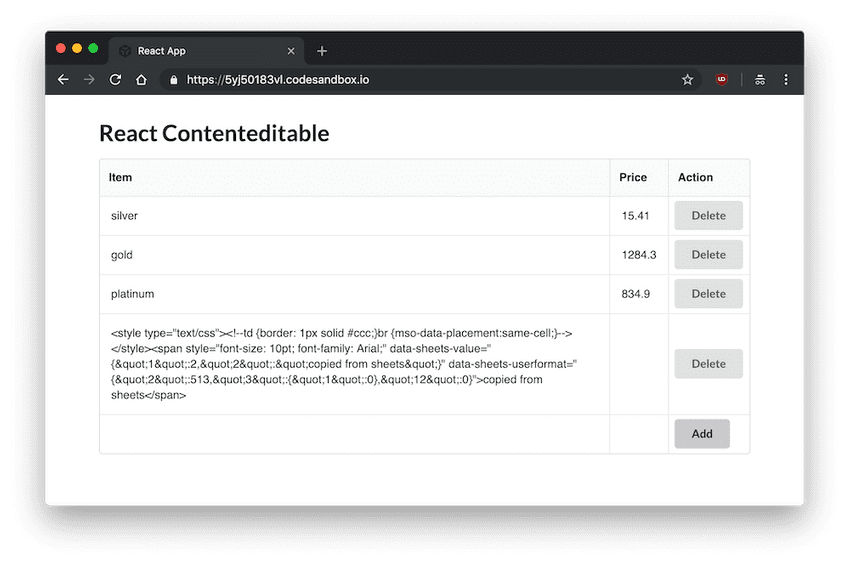 React App
https://5yj50183vl.codesandbox.io
React Contenteditable
Item Price Action
silver 15.41 Delete
gold 1284.3 Delete
platinum 834.9 Delete
<style type="text/css"><!--td {border: 1px solid #ccc;}br {mso-data-placement:same-cell;}-->
</style><span style="font-size: 10pt; font-family: Arial;" data-sheets-value="
{&quot;1&quot;:2,&quot;2&quot;:&quot;copied from sheets&quot;}" data-sheets-userformat="
{&quot;2&quot;:513,&quot;3&quot;:{&quot;1&quot;:0},&quot;12&quot;:0}">copied from
sheets</span>
Delete
Add